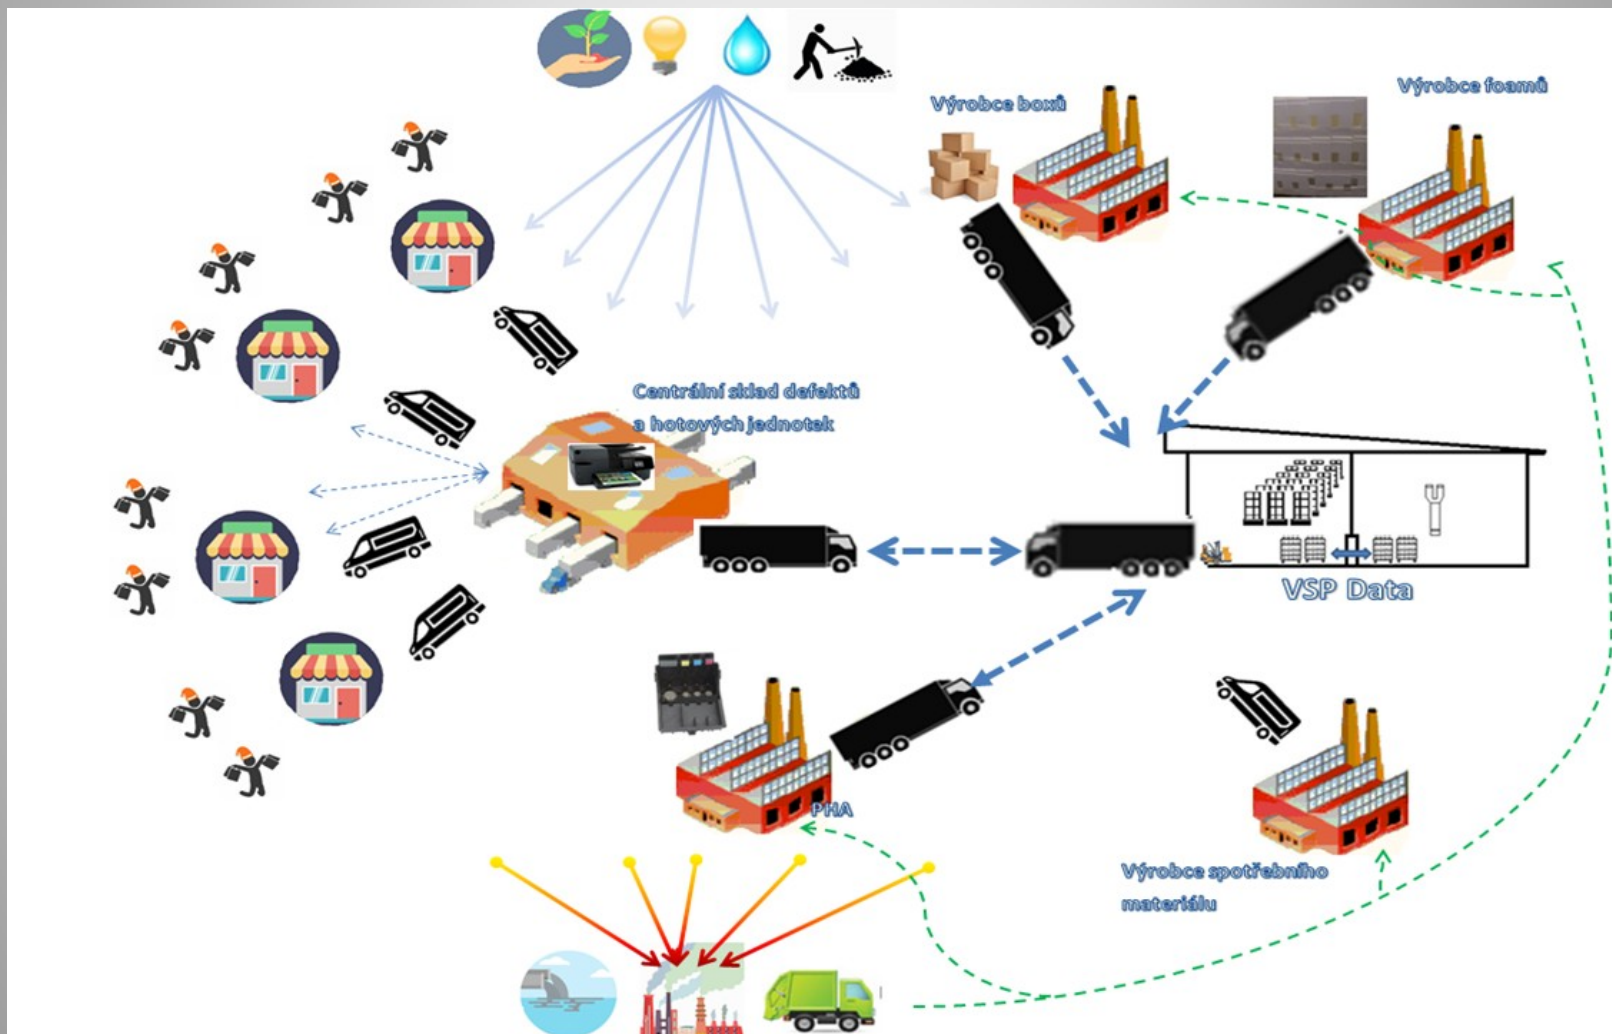 Výrobce boxů
Výrobce foamů
Centrální sklad defektů
a hotových jednotek
VSP Data
PHA
Výrobce spotřebního
materiálu